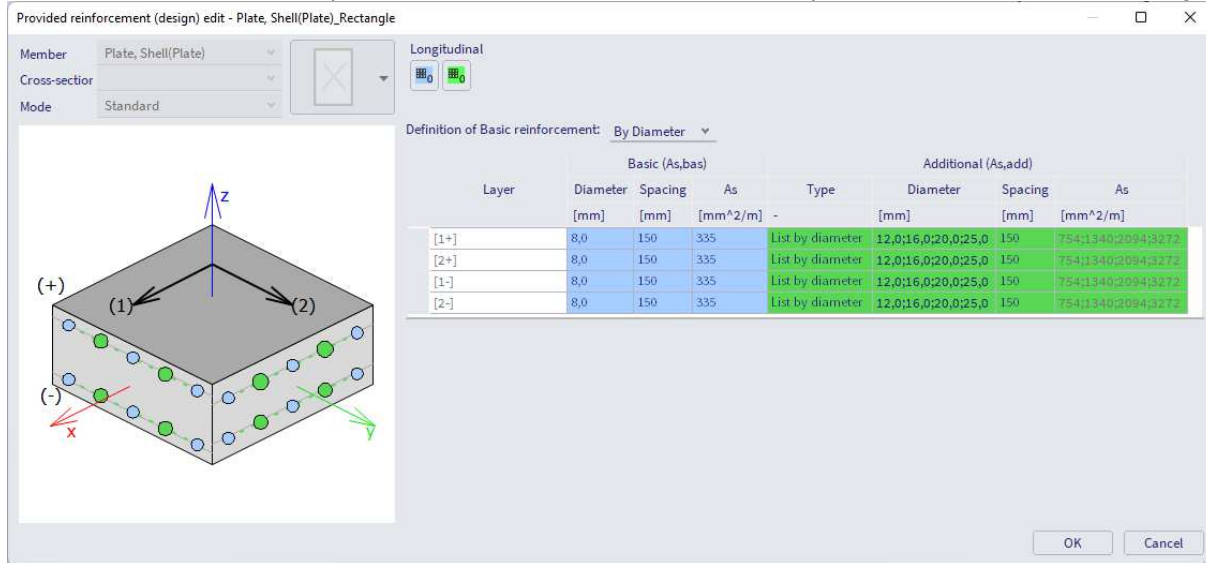 Provided reinforcement (design) edit - Plate, Shell(Plate)_Rectangle
Member Plate, Shell(Plate)
Cross-section
Mode Standard
Longitudinal
0 0
Definition of Basic reinforcement: By Diameter
Basic (As,bas) Additional (As,add)
Layer Diameter Spacing As Type Diameter Spacing As
[mm] [mm] [mm^2/m] - [mm] [mm] [mm^2/m]
[1+] 8,0 150 335 List by diameter 12,0;16,0;20,0;25,0 150 754;1340;2094;3272
[2+] 8,0 150 335 List by diameter 12,0;16,0;20,0;25,0 150 754;1340;2094;3272
[1-] 8,0 150 335 List by diameter 12,0;16,0;20,0;25,0 150 754;1340;2094;3272
[2-] 8,0 150 335 List by diameter 12,0;16,0;20,0;25,0 150 754;1340;2094;3272
z
(+)
(1) (2)
(-)
x y
OK Cancel